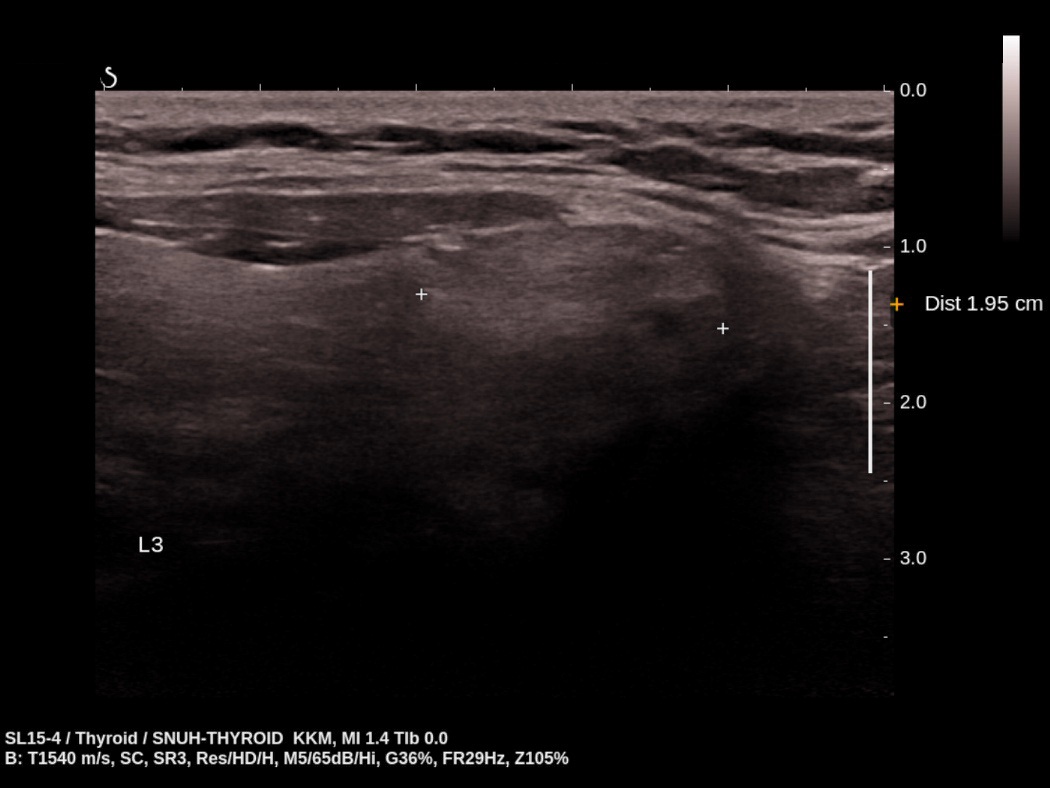 S
0.0
1.0
Dist 1.95 cm
2.0
L3
3.0
SL15-4 / Thyroid / SNUH-THYROID  KKM, MI 1.4 TIb 0.0
B: T1540 m/s, SC, SR3, Res/HD/H, M5/65dB/Hi, G36%, FR29Hz, Z105%